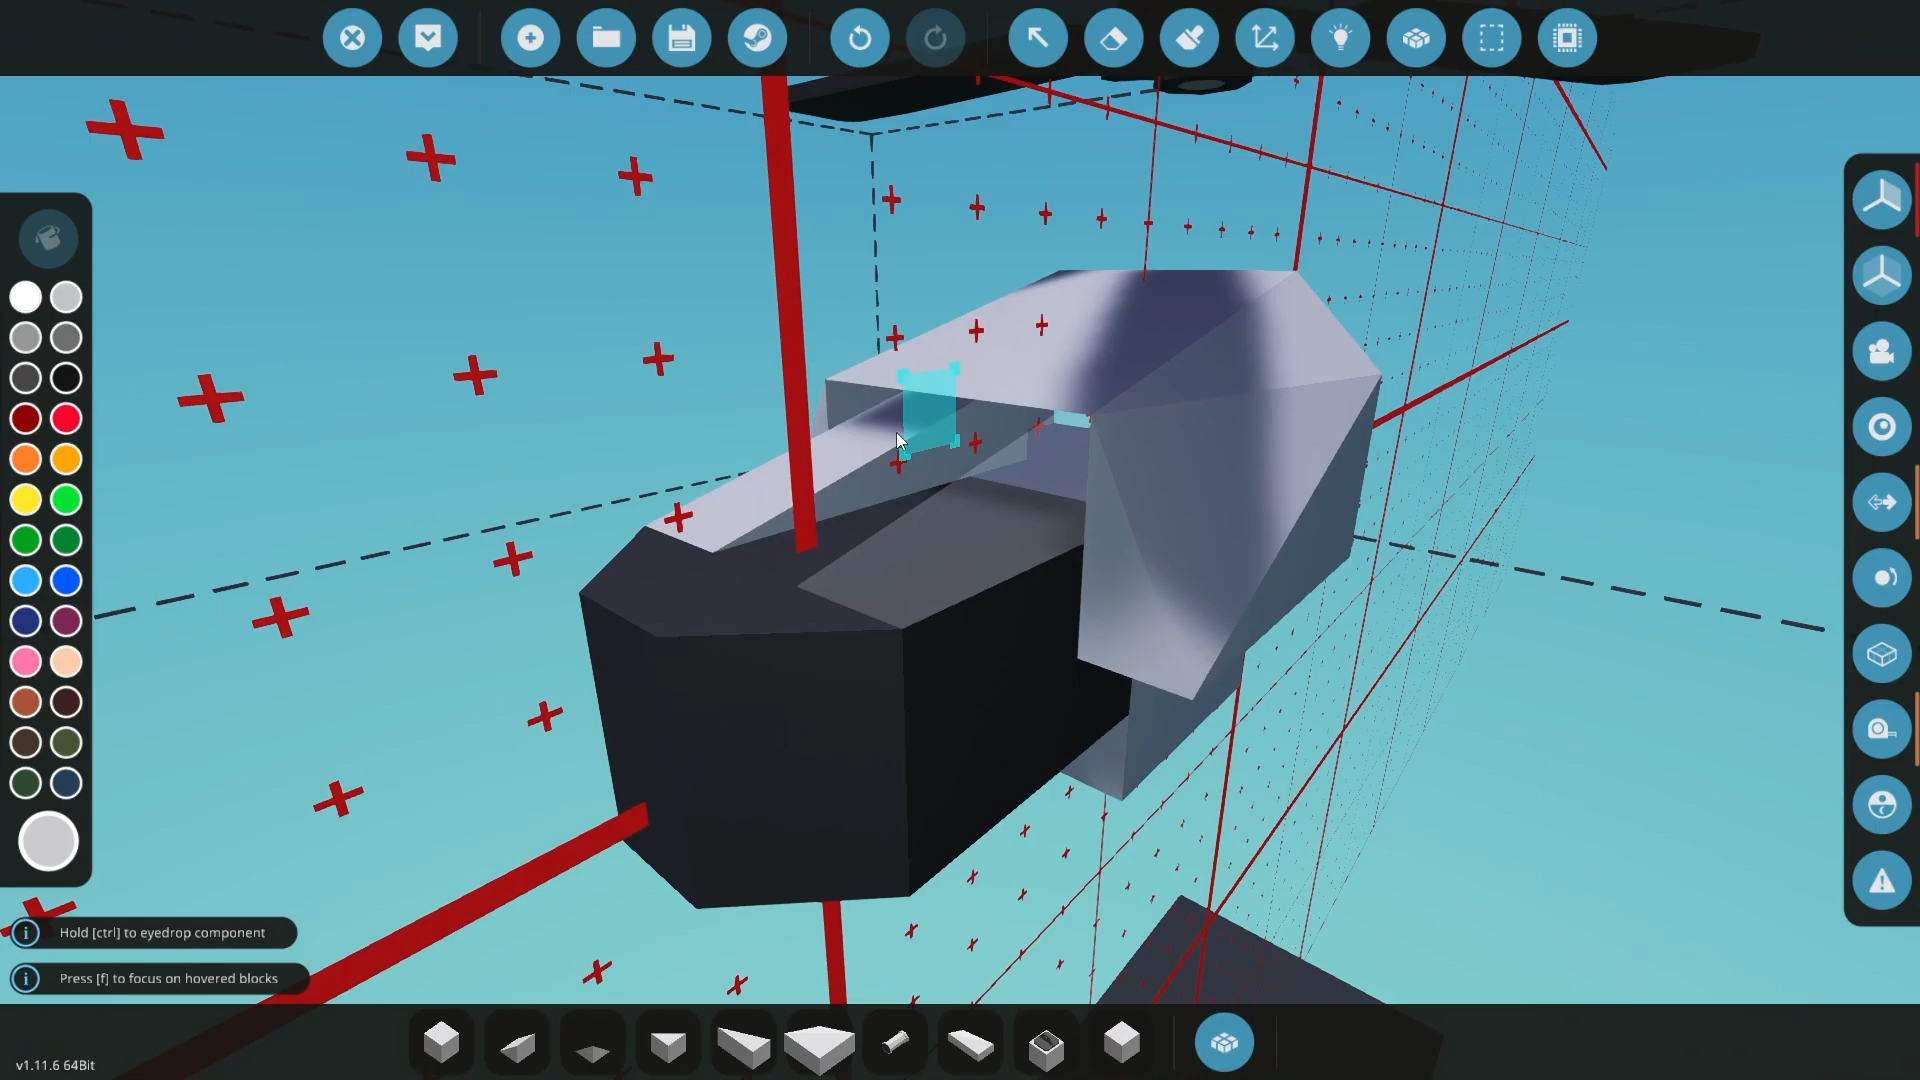 Hold [ctrl] to eyedrop component
Press [f] to focus on hovered blocks
v1.11.6 64Bit